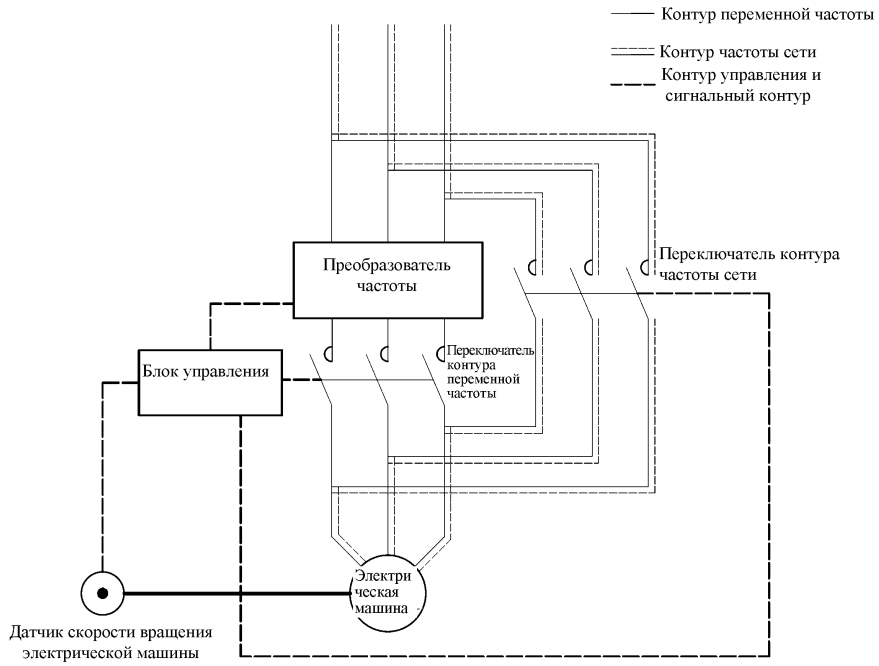 Контур переменной частоты
Контур частоты сети
Контур управления и
сигнальный контур
Преобразователь
частоты
Переключатель контура
частоты сети
Блок управления
Переключатель
контура
переменной
частоты
Электри
ческая
машина
Датчик скорости вращения
электрической машины